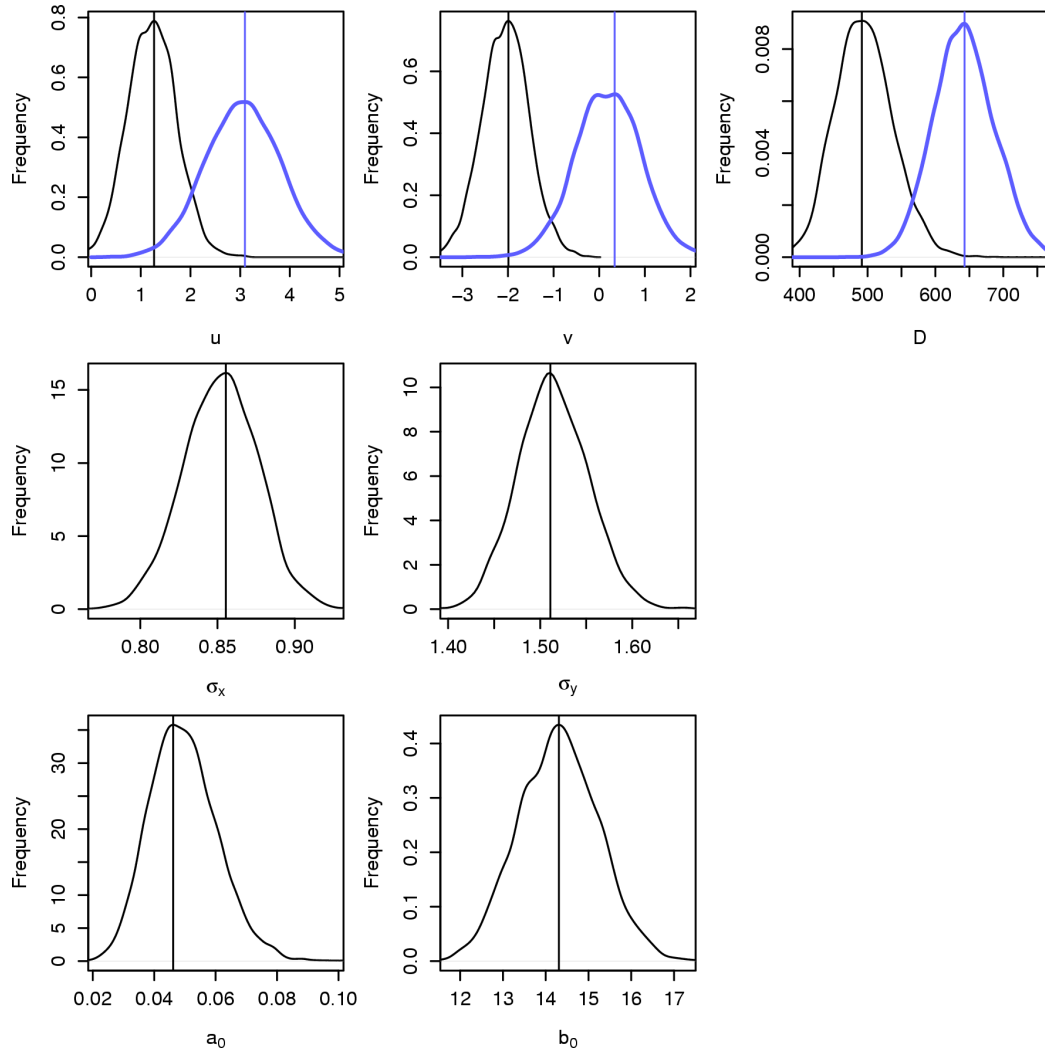 Frequency
0.0 0.2 0.4 0.6 0.8
0 1 2 3 4 5
u
Frequency
0.0 0.2 0.4 0.6
−3 −2 −1 0 1 2
v
Frequency
0.000 0.004 0.008
400 500 600 700
D
Frequency
0 5 10 15
0.80 0.85 0.90
σx
Frequency
0 2 4 6 8 10
1.40 1.50 1.60
σy
Frequency
0 5 10 20 30
0.02 0.04 0.06 0.08 0.10
a0
Frequency
0.0 0.1 0.2 0.3 0.4
12 13 14 15 16 17
b0